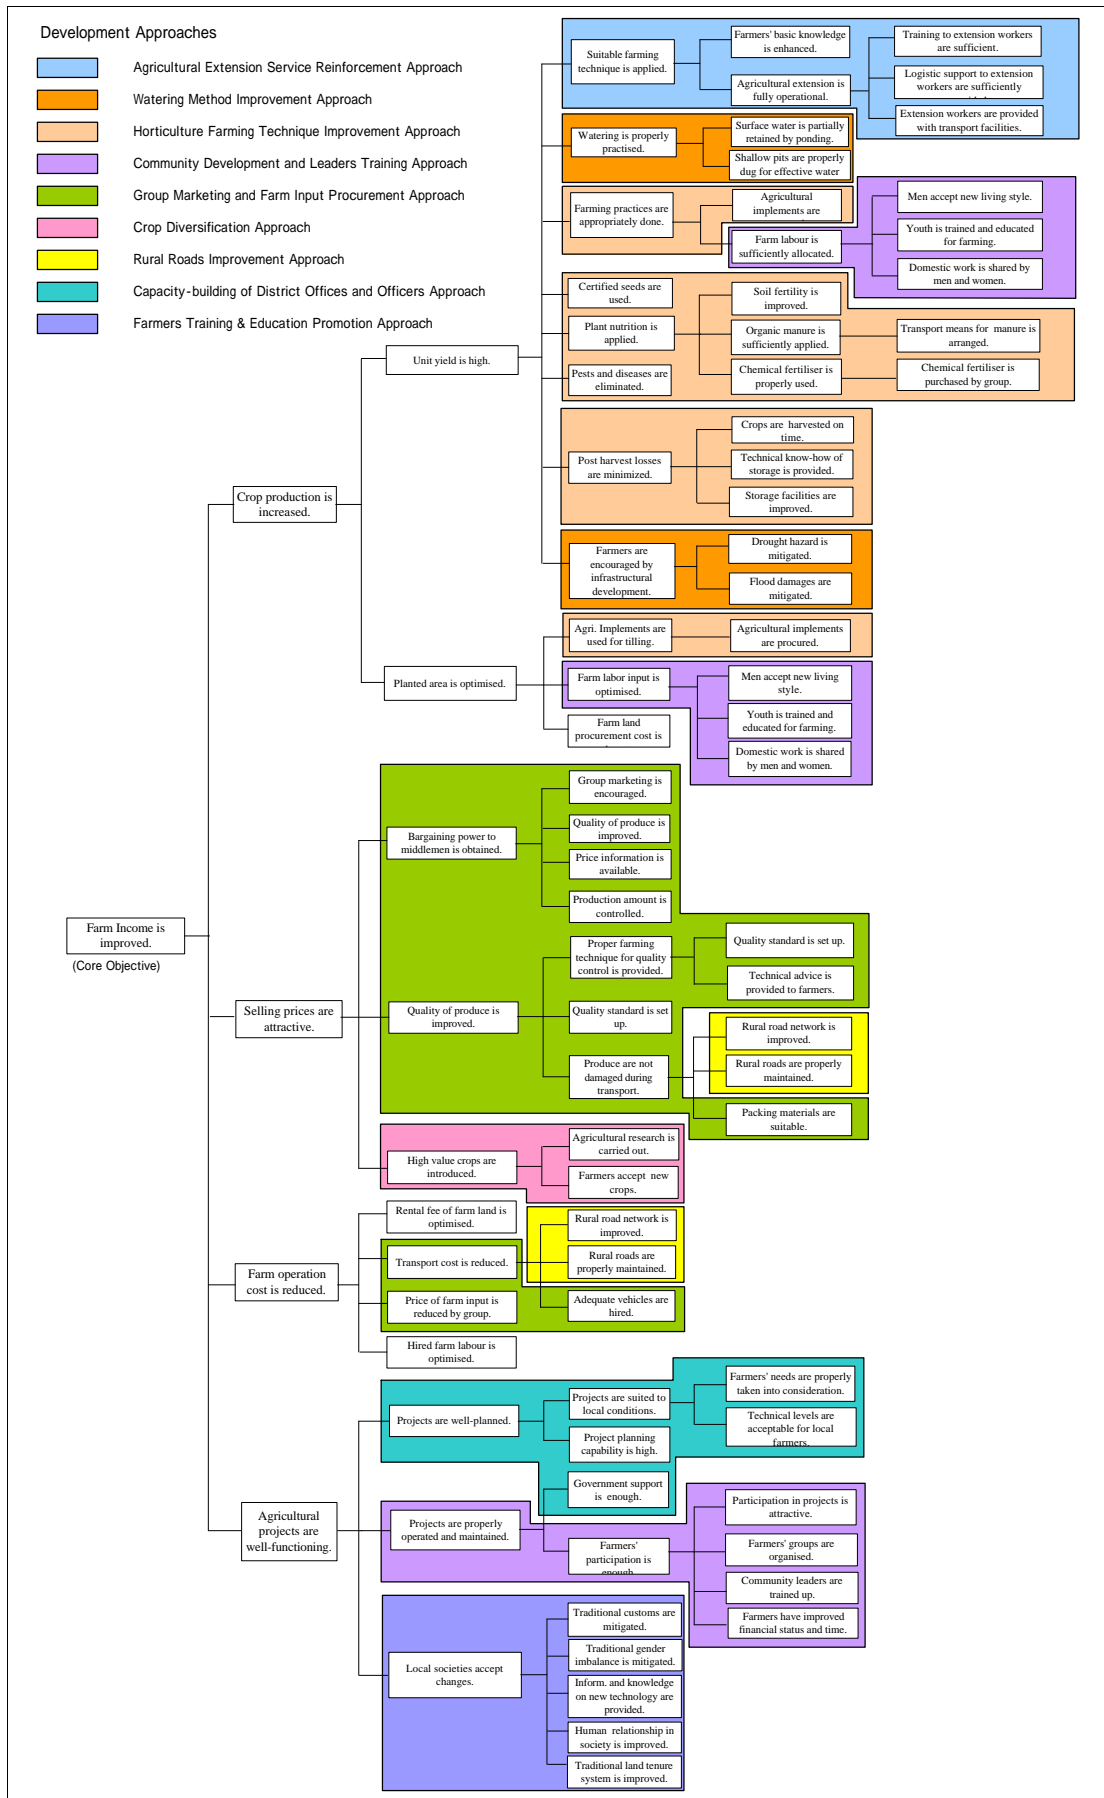 Development Approaches
Agricultural Extension Service Reinforcement Approach
Watering Method Improvement Approach
Horticulture Farming Technique Improvement Approach
Community Development and Leaders Training Approach
Group Marketing and Farm Input Procurement Approach
Crop Diversification Approach
Rural Roads Improvement Approach
Capacity-building of District Offices and Officers Approach
Farmers Training & Education Promotion Approach
Farm Income is
improved.
(Core Objective)
Crop production is
increased.
Unit yield is high.
Suitable farming
technique is applied.
Farmers' basic knowledge
is enhanced.
Agricultural extension is
fully operational.
Training to extension workers
are sufficient.
Logistic support to extension
workers are sufficiently
Extension workers are provided
with transport facilities.
Watering is properly
practised.
Surface water is partially
retained by ponding.
Shallow pits are properly
dug for effective water
Farming practices are
appropriately done.
Agricultural
implements are
Farm labour is
sufficiently allocated.
Men accept new living style.
Youth is trained and educated
for farming.
Domestic work is shared by
men and women.
Certified seeds are
used.
Plant nutrition is
applied.
Soil fertility is
improved.
Organic manure is
sufficiently applied.
Transport means for manure is
arranged.
Chemical fertiliser is
properly used.
Chemical fertiliser is
purchased by group.
Pests and diseases are
eliminated.
Post harvest losses
are minimized.
Crops are harvested on
time.
Technical know-how of
storage is provided.
Storage facilities are
improved.
Farmers are
encouraged by
infrastructural
development.
Drought hazard is
mitigated.
Flood damages are
mitigated.
Planted area is optimised.
Agri. Implements are
used for tilling.
Agricultural implements
are procured.
Farm labor input is
optimised.
Men accept new living
style.
Youth is trained and
educated for farming.
Domestic work is shared
by men and women.
Farm land
procurement cost is
Selling prices are
attractive.
Bargaining power to
middlemen is obtained.
Group marketing is
encouraged.
Quality of produce is
improved.
Price information is
available.
Production amount is
controlled.
Quality of produce is
improved.
Proper farming
technique for quality
control is provided.
Quality standard is set up.
Technical advice is
provided to farmers.
Quality standard is set
up.
Produce are not
damaged during
transport.
Rural road network is
improved.
Rural roads are properly
maintained.
Packing materials are
suitable.
High value crops are
introduced.
Agricultural research is
carried out.
Farmers accept new
crops.
Farm operation
cost is reduced.
Rental fee of farm land is
optimised.
Transport cost is reduced.
Rural road network is
improved.
Rural roads are
properly maintained.
Adequate vehicles are
hired.
Price of farm input is
reduced by group.
Hired farm labour is
optimised.
Agricultural
projects are
well-functioning.
Projects are well-planned.
Projects are suited to
local conditions.
Farmers' needs are properly
taken into consideration.
Technical levels are
acceptable for local
farmers.
Project planning
capability is high.
Projects are properly
operated and maintained.
Government support
is enough.
Farmers'
participation is
enough
Participation in projects is
attractive.
Farmers' groups are
organised.
Community leaders are
trained up.
Farmers have improved
financial status and time.
Local societies accept
changes.
Traditional customs are
mitigated.
Traditional gender
imbalance is mitigated.
Inform. and knowledge
on new technology are
provided.
Human relationship in
society is improved.
Traditional land tenure
system is improved.